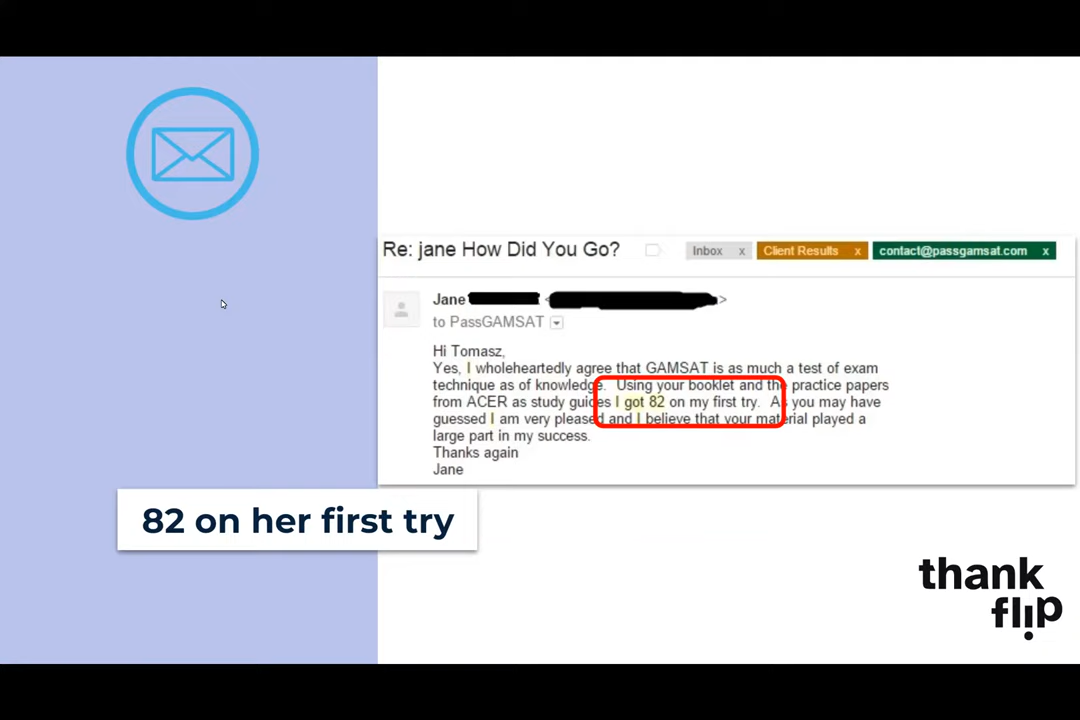 Re: jane How Did You Go?
Inbox x
Client Results x
contact@passgamsat.com x
Jane < >
to PassGAMSAT
Hi Tomasz,
Yes, I wholeheartedly agree that GAMSAT is as much a test of exam
technique as of knowledge. Using your booklet and the practice papers
from ACER as study guides I got 82 on my first try. As you may have
guessed I am very pleased and I believe that your material played a
large part in my success.
Thanks again
Jane
82 on her first try
thank
flip